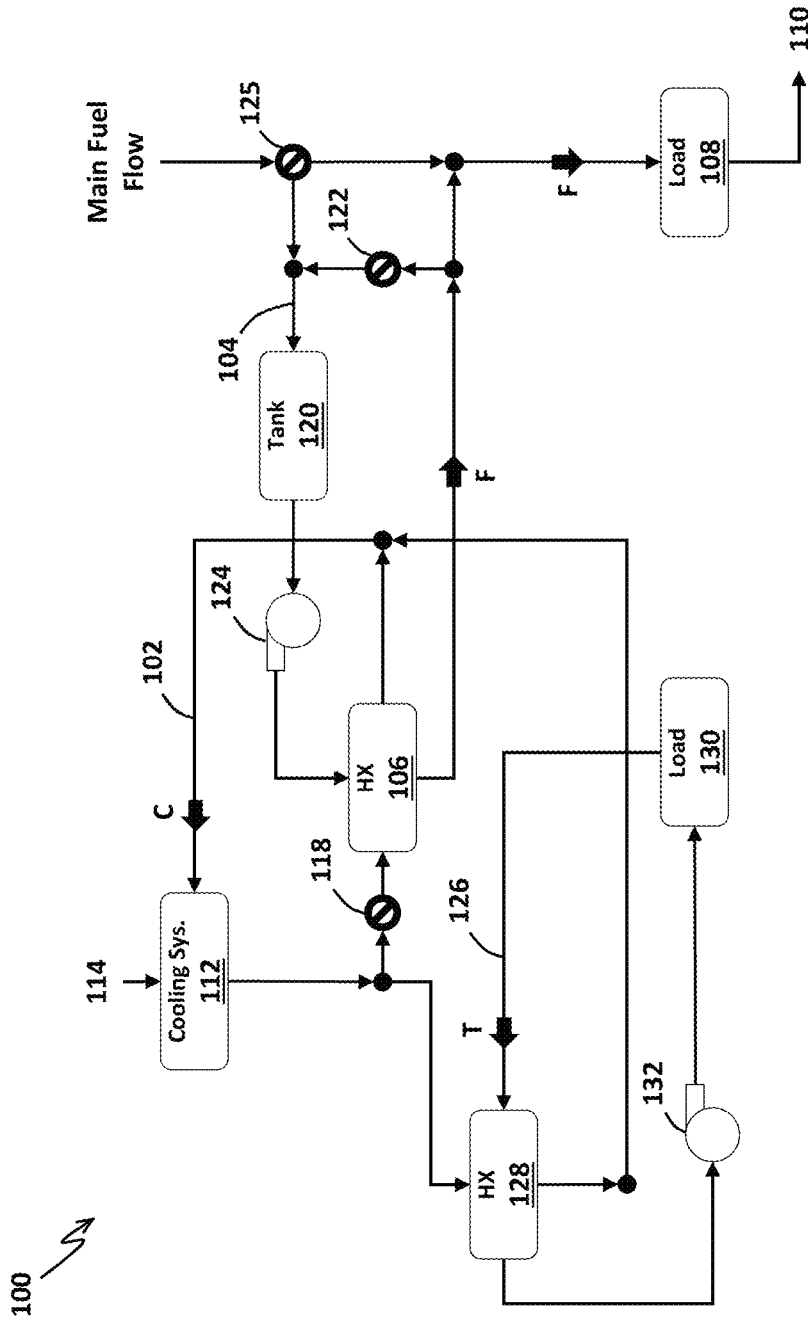 100
114
Main Fuel
Flow
102
C
Cooling Sys.
112
124
104
125
Tank
120
118
122
HX
106
T
126
F
HX
128
F
132
Load
130
Load
108
110